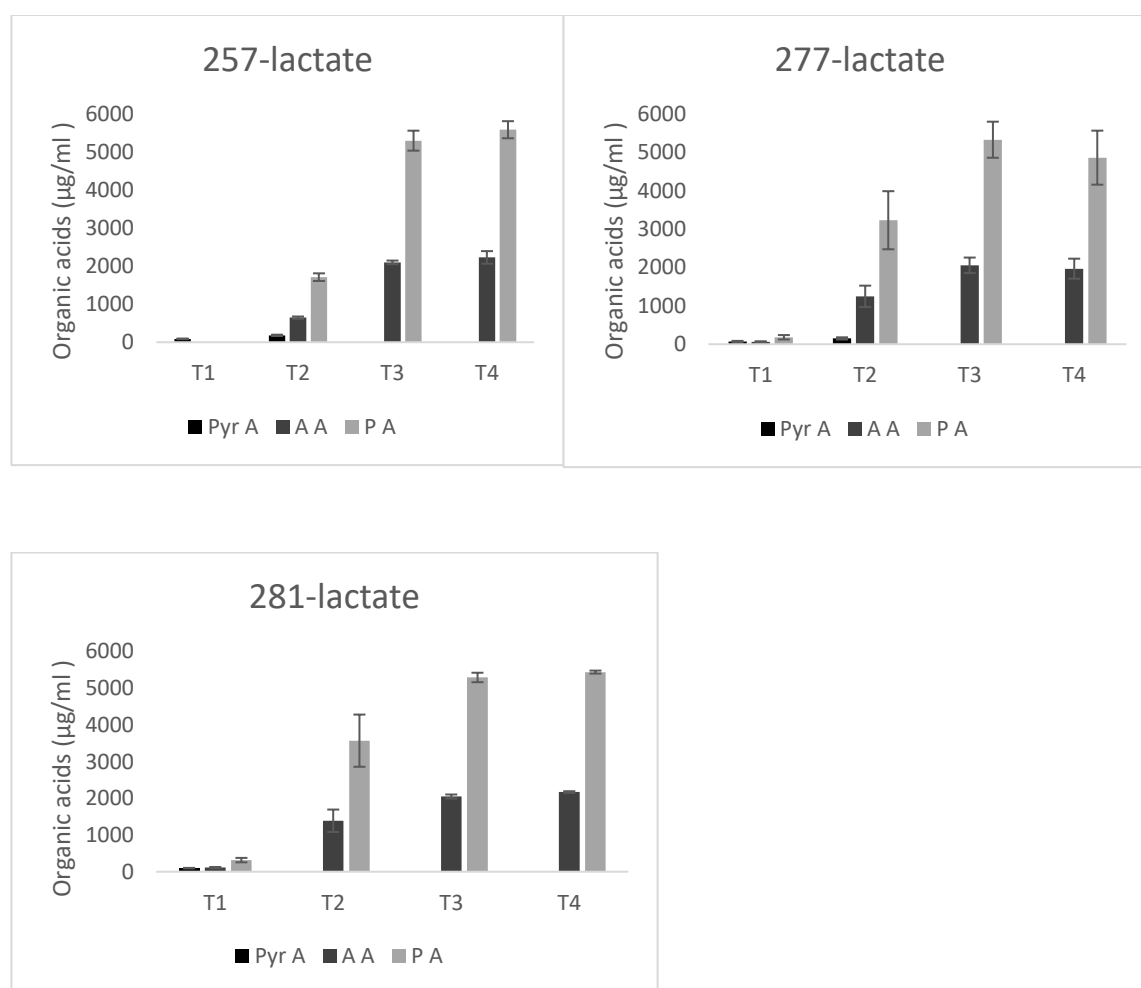 257-lactate
Organic acids (µg/ml )
6000
5000
4000
3000
2000
1000
0
T1 T2 T3 T4
Pyr A A A P A
277-lactate
Organic acids (µg/ml )
6000
5000
4000
3000
2000
1000
0
T1 T2 T3 T4
Pyr A A A P A
281-lactate
Organic acids (µg/ml )
6000
5000
4000
3000
2000
1000
0
T1 T2 T3 T4
Pyr A A A P A